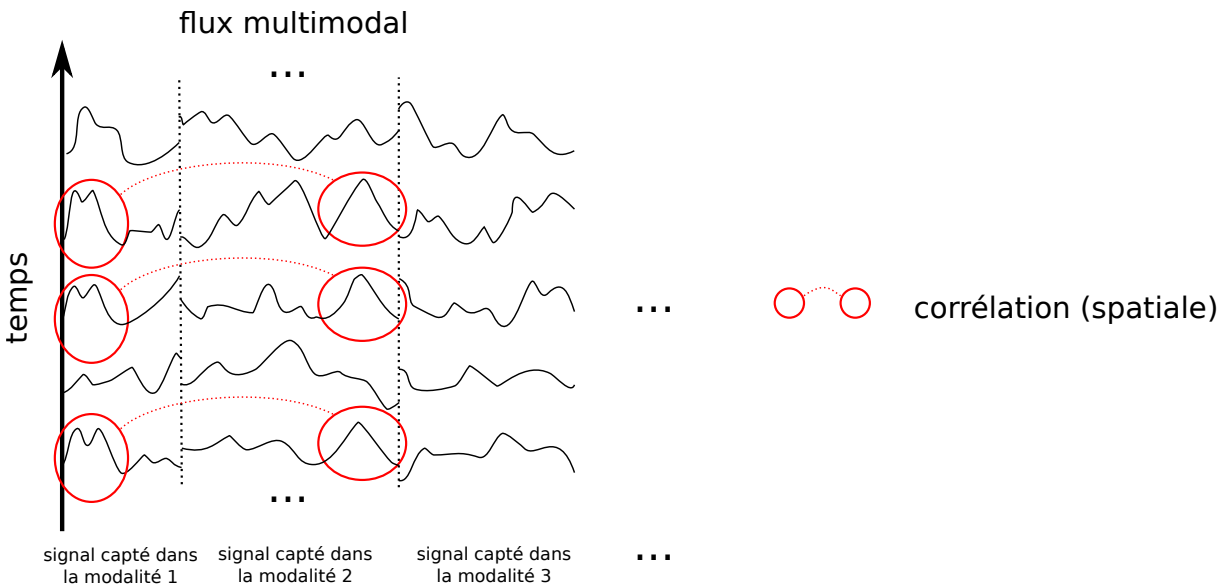 flux multimodal
...
temps
...
corrélation (spatiale)
...
signal capté dans
la modalité 1
signal capté dans
la modalité 2
signal capté dans
la modalité 3
...